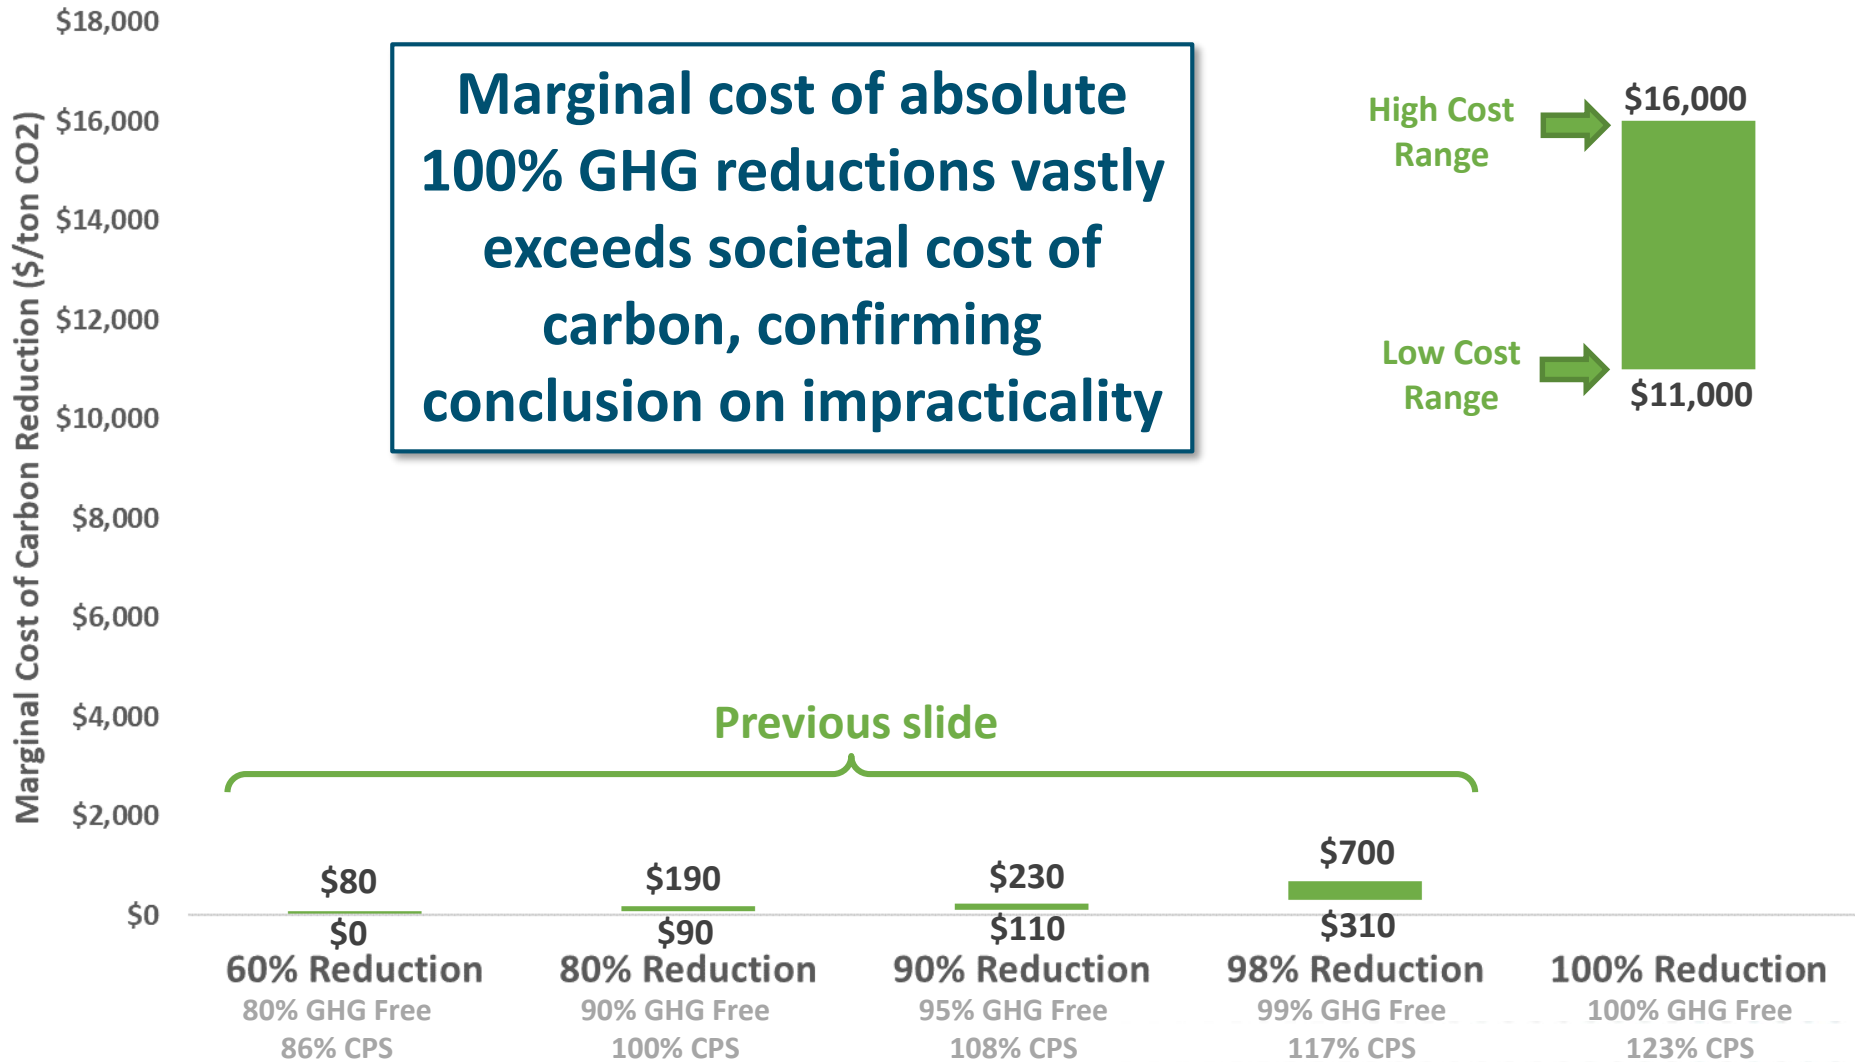 Marginal Cost of Carbon Reduction ($/ton CO2)
$18,000
$16,000
$14,000
$12,000
$10,000
$8,000
$6,000
$4,000
$2,000
$0
Marginal cost of absolute
100% GHG reductions vastly
exceeds societal cost of
carbon, confirming
conclusion on impracticality
High Cost
Range
$16,000
Low Cost
Range
$11,000
Previous slide
$80
$0
$190
$90
$230
$110
$700
$310
60% Reduction
80% GHG Free
86% CPS
80% Reduction
90% GHG Free
100% CPS
90% Reduction
95% GHG Free
108% CPS
98% Reduction
99% GHG Free
117% CPS
100% Reduction
100% GHG Free
123% CPS